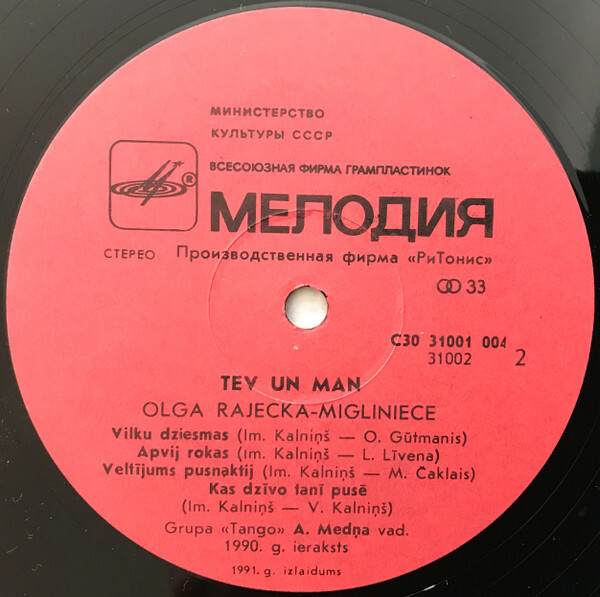 МИНИСТЕРСТВО
КУЛЬТУРЫ СССР
ВСЕСОЮЗНАЯ ФИРМА ГРАМПЛАСТИНОК
®
МЕЛОДИЯ
СТЕРЕО Производственная фирма «РиТонис»
33
С30 31001 004
31002 2
TEV UN MAN
OLGA RAJECKA-MIGLINIECE
Vilku dziesmas (Im. Kalniņš — O. Gūtmanis)
Apvij rokas (Im. Kalniņš — L. Līvena)
Veltījums pusnaktij (Im. Kalniņš — M. Čaklais)
Kas dzīvo tanī pusē
(Im. Kalniņš — V. Kalniņš)
Grupa «Tango» A. Medņa vad.
1990. g. ieraksts
1991. g. izlaidums